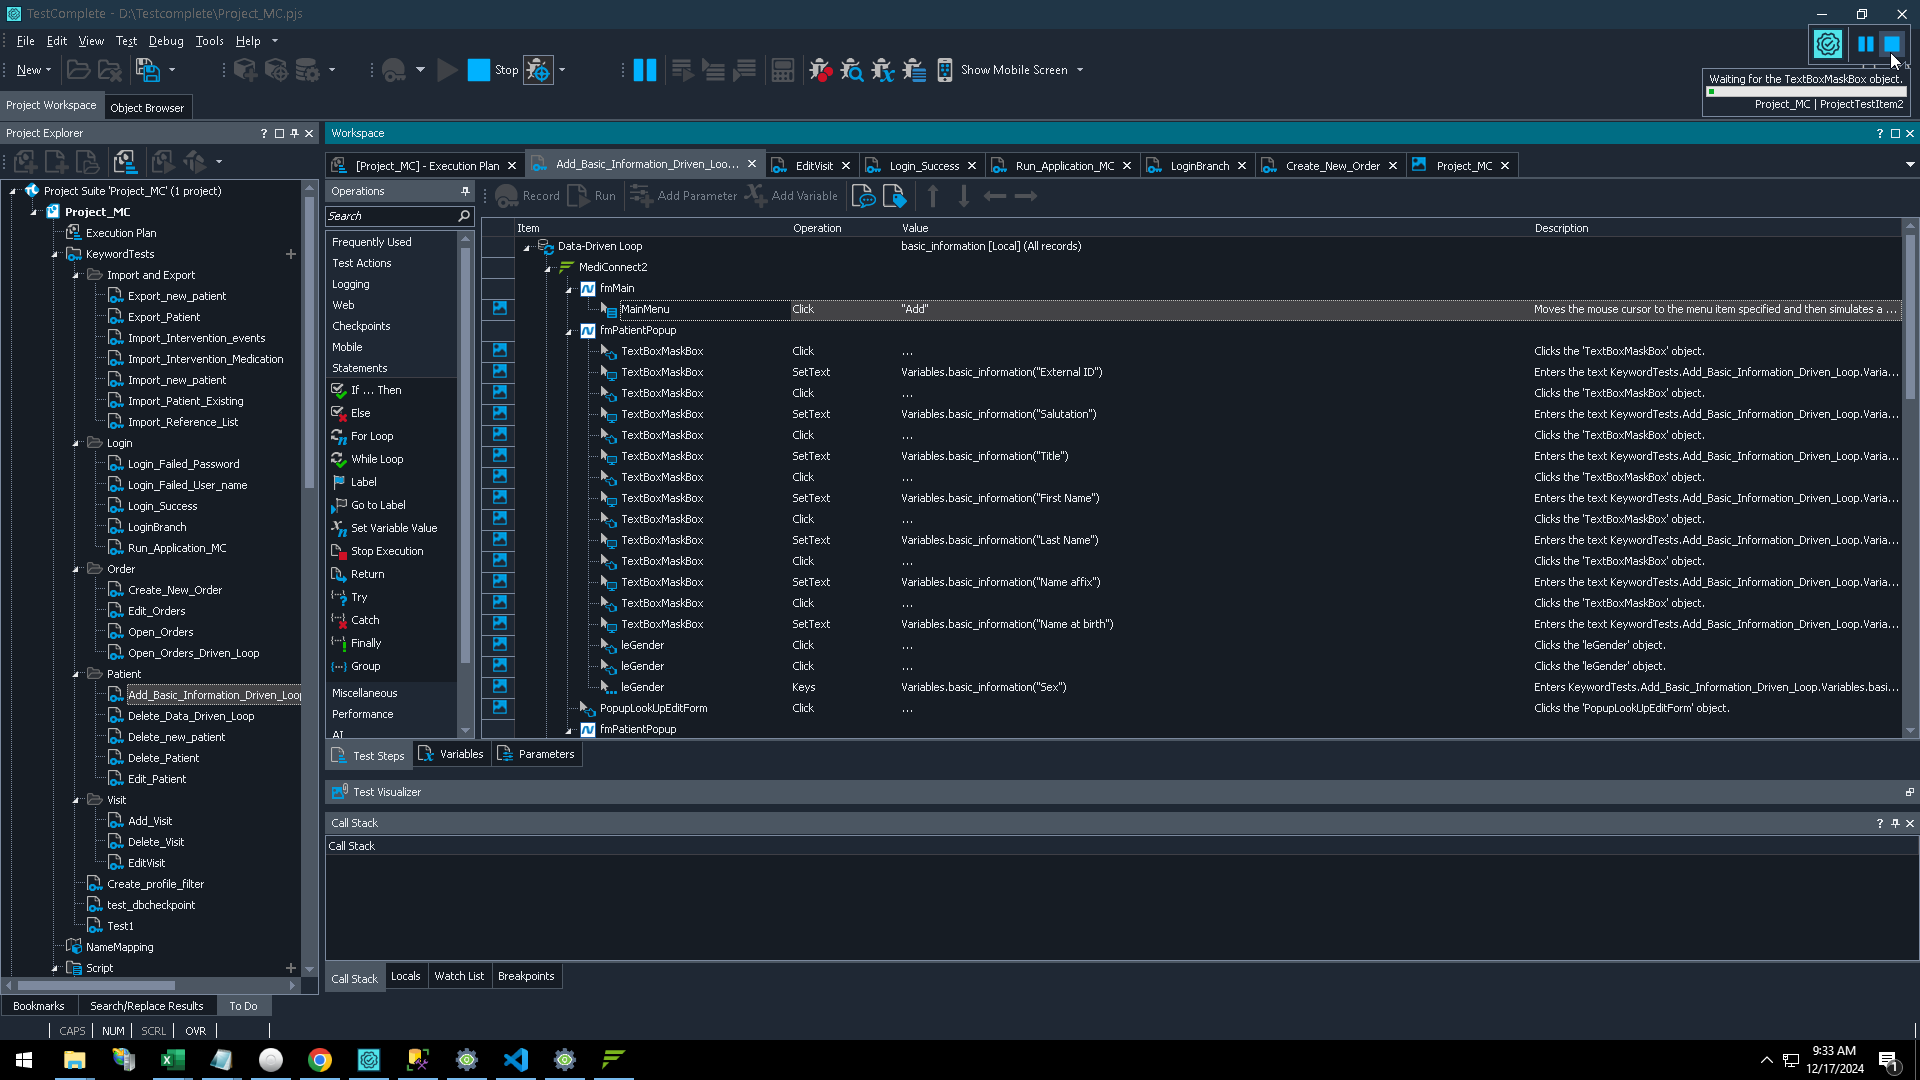 TestComplete - D:\Testcomplete\Project_MC.pjs
File Edit View Test Debug Tools Help
New Stop Show Mobile Screen
Waiting for the TextBoxMaskBox object.
Project_MC | ProjectTestItem2
Project Workspace Object Browser
Project Explorer ?
Project Suite 'Project_MC' (1 project)
Project_MC
Execution Plan
KeywordTests
Import and Export
Export_new_patient
Export_Patient
Import_Intervention_events
Import_Intervention_Medication
Import_new_patient
Import_Patient_Existing
Import_Reference_List
Login
Login_Failed_Password
Login_Failed_User_name
Login_Success
LoginBranch
Run_Application_MC
Order
Create_New_Order
Edit_Orders
Open_Orders
Open_Orders_Driven_Loop
Patient
Add_Basic_Information_Driven_Loop
Delete_Data_Driven_Loop
Delete_new_patient
Delete_Patient
Edit_Patient
Visit
Add_Visit
Delete_Visit
EditVisit
Create_profile_filter
test_dbcheckpoint
Test1
NameMapping
Script
Bookmarks Search/Replace Results To Do
CAPS NUM SCRL OVR
Workspace ?
[Project_MC] - Execution Plan Add_Basic_Information_Driven_Loo... EditVisit Login_Success Run_Application_MC LoginBranch Create_New_Order Project_MC
Operations
Search
Frequently Used
Test Actions
Logging
Web
Checkpoints
Mobile
Statements
If ... Then
Else
For Loop
While Loop
Label
Go to Label
Set Variable Value
Stop Execution
Return
Try
Catch
Finally
Group
Miscellaneous
Performance
AI
Record Run Add Parameter Add Variable
Item Operation Value Description
Data-Driven Loop basic_information [Local] (All records)
MediConnect2
fmMain
MainMenu Click "Add" Moves the mouse cursor to the menu item specified and then simulates a ...
fmPatientPopup
TextBoxMaskBox Click ... Clicks the 'TextBoxMaskBox' object.
TextBoxMaskBox SetText Variables.basic_information("External ID") Enters the text KeywordTests.Add_Basic_Information_Driven_Loop.Varia...
TextBoxMaskBox Click ... Clicks the 'TextBoxMaskBox' object.
TextBoxMaskBox SetText Variables.basic_information("Salutation") Enters the text KeywordTests.Add_Basic_Information_Driven_Loop.Varia...
TextBoxMaskBox Click ... Clicks the 'TextBoxMaskBox' object.
TextBoxMaskBox SetText Variables.basic_information("Title") Enters the text KeywordTests.Add_Basic_Information_Driven_Loop.Varia...
TextBoxMaskBox Click ... Clicks the 'TextBoxMaskBox' object.
TextBoxMaskBox SetText Variables.basic_information("First Name") Enters the text KeywordTests.Add_Basic_Information_Driven_Loop.Varia...
TextBoxMaskBox Click ... Clicks the 'TextBoxMaskBox' object.
TextBoxMaskBox SetText Variables.basic_information("Last Name") Enters the text KeywordTests.Add_Basic_Information_Driven_Loop.Varia...
TextBoxMaskBox Click ... Clicks the 'TextBoxMaskBox' object.
TextBoxMaskBox SetText Variables.basic_information("Name affix") Enters the text KeywordTests.Add_Basic_Information_Driven_Loop.Varia...
TextBoxMaskBox Click ... Clicks the 'TextBoxMaskBox' object.
TextBoxMaskBox SetText Variables.basic_information("Name at birth") Enters the text KeywordTests.Add_Basic_Information_Driven_Loop.Varia...
leGender Click ... Clicks the 'leGender' object.
leGender Click ... Clicks the 'leGender' object.
leGender Keys Variables.basic_information("Sex") Enters KeywordTests.Add_Basic_Information_Driven_Loop.Variables.basi...
PopupLookUpEditForm Click ... Clicks the 'PopupLookUpEditForm' object.
fmPatientPopup
Test Steps Variables Parameters
Test Visualizer
Call Stack ?
Call Stack
Call Stack Locals Watch List Breakpoints
9:33 AM
12/17/2024
1